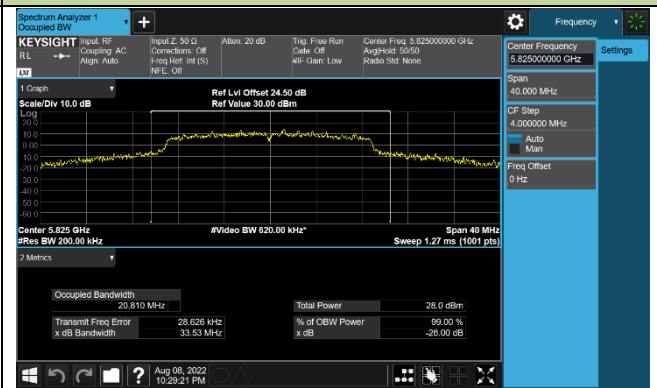 Spectrum Analyzer 1
Occupied BW
+
Frequency
KEYSIGHT Input: RF Input Z: 50 Ω Atten: 20 dB Trig: Free Run Center Freq: 5.825000000 GHz
RL Coupling: AC Corrections: Off Gate: Off Avg|Hold: 50/50
Align: Auto Freq Ref: Int (S) #IF Gain: Low Radio Std: None
LXI NFE: Off
Center Frequency
5.825000000 GHz
Settings
Span
40.000 MHz
CF Step
4.000000 MHz
Auto
Man
Freq Offset
0 Hz
1 Graph
Scale/Div 10.0 dB
Ref Lvl Offset 24.50 dB
Ref Value 30.00 dBm
Log
20.0
10.0
0.00
-10.0
-20.0
-30.0
-40.0
-50.0
-60.0
Center 5.825 GHz #Video BW 620.00 kHz* Span 40 MHz
#Res BW 200.00 kHz Sweep 1.27 ms (1001 pts)
2 Metrics
Occupied Bandwidth
20.810 MHz
Total Power 28.0 dBm
Transmit Freq Error 28.626 kHz % of OBW Power 99.00 %
x dB Bandwidth 33.53 MHz x dB -26.00 dB
? Aug 08, 2022
10:29:21 PM